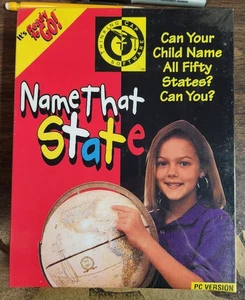 It's Ready
to GO!
Can Your
Child Name
All Fifty
States?
Can You?
Name That
State
PC VERSION